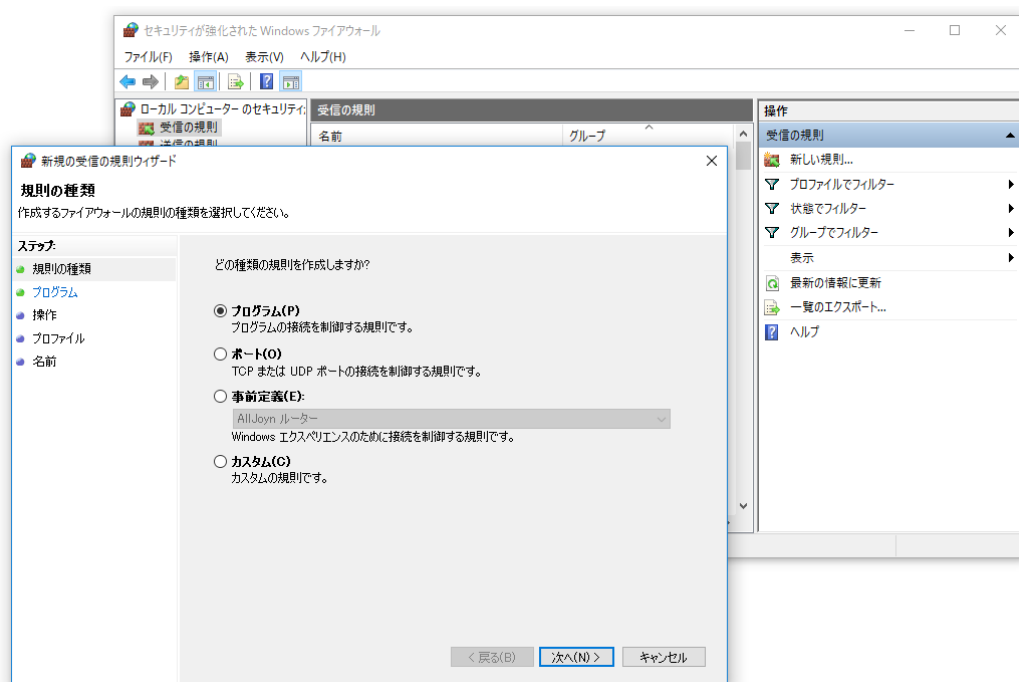 セキュリティが強化された Windows ファイアウォール
ファイル(F) 操作(A) 表示(V) ヘルプ(H)
ローカル コンピューター のセキュリティ
受信の規則
送信の規則
受信の規則
名前 グループ
操作
受信の規則
新しい規則...
プロファイルでフィルター
状態でフィルター
グループでフィルター
表示
最新の情報に更新
一覧のエクスポート...
ヘルプ
新規の受信の規則ウィザード
規則の種類
作成するファイアウォールの規則の種類を選択してください。
ステップ:
規則の種類
プログラム
操作
プロファイル
名前
どの種類の規則を作成しますか?
プログラム(P)
プログラムの接続を制御する規則です。
ポート(O)
TCP または UDP ポートの接続を制御する規則です。
事前定義(E):
AllJoyn ルーター
Windows エクスペリエンスのために接続を制御する規則です。
カスタム(C)
カスタムの規則です。
< 戻る(B) 次へ(N) > キャンセル